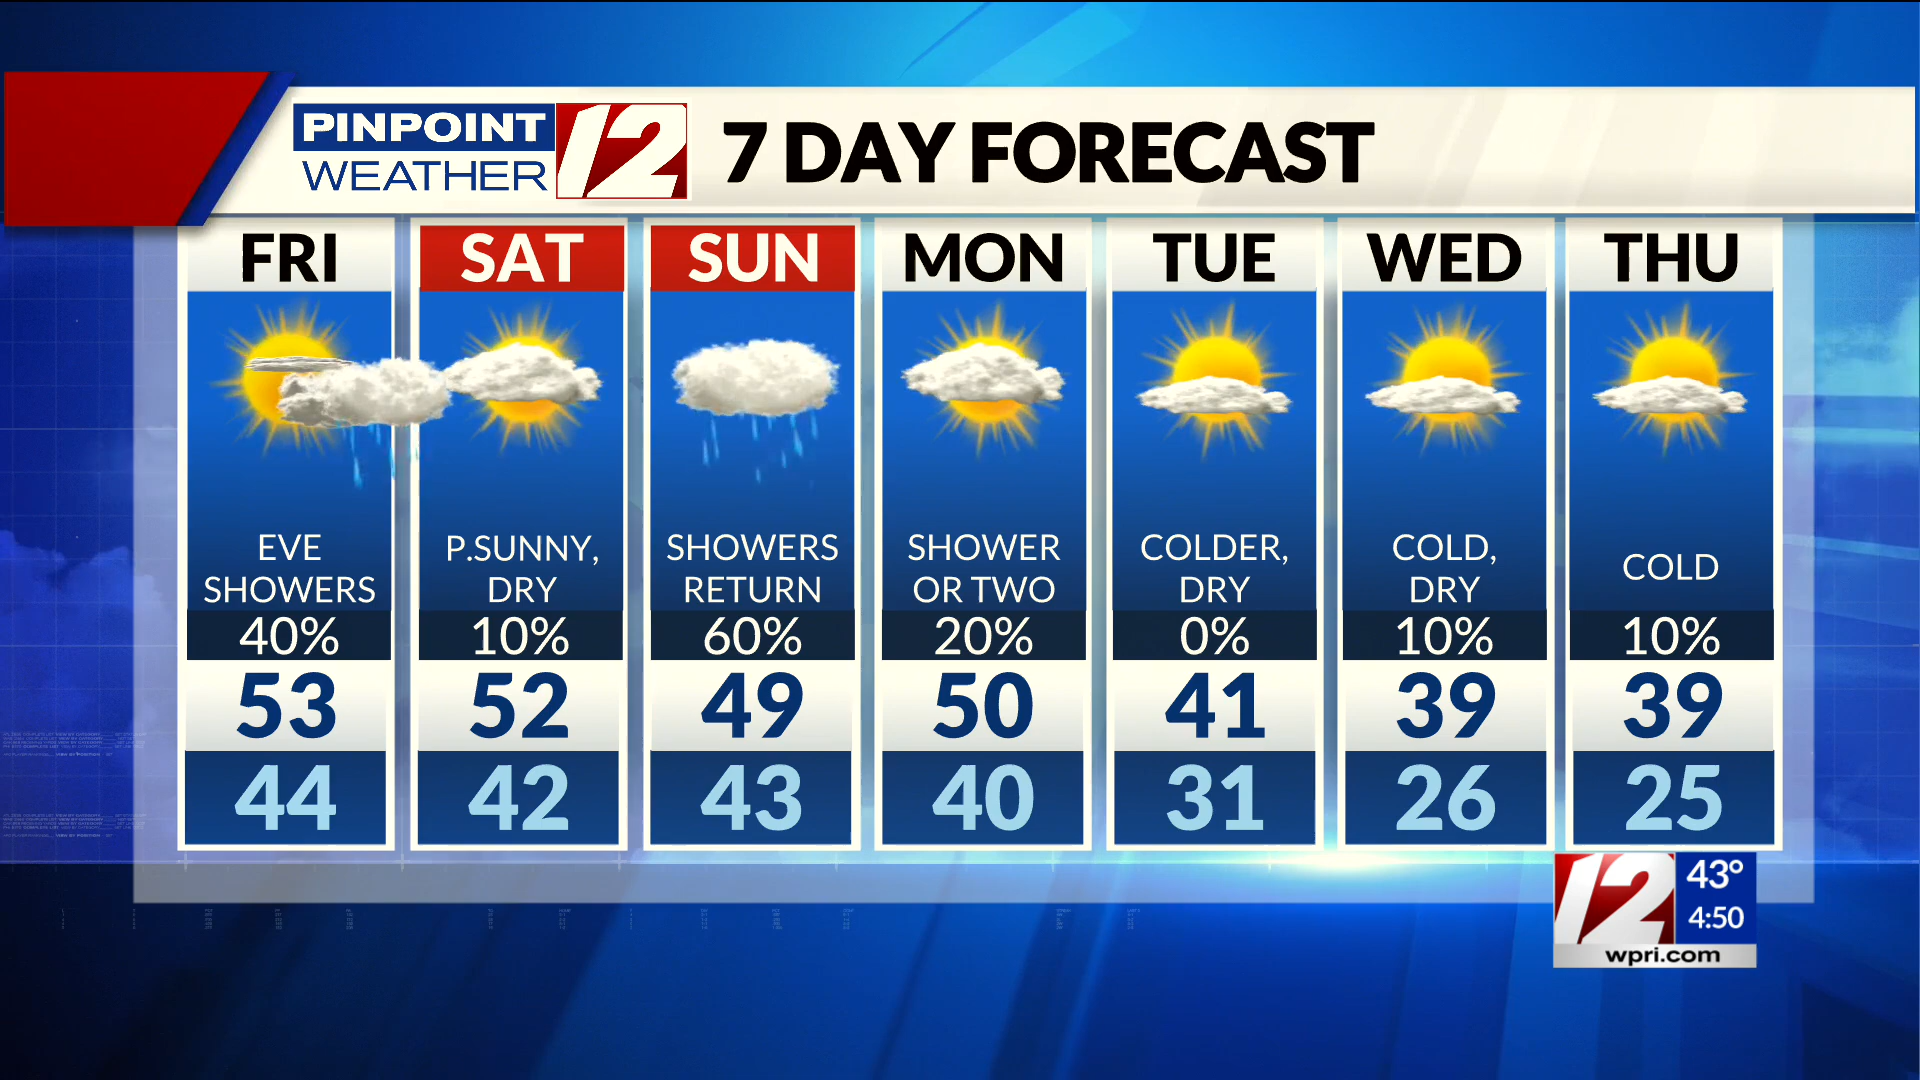 PINPOINT
WEATHER 12
7 DAY FORECAST
FRI SAT SUN MON TUE WED THU
EVE
SHOWERS
P.SUNNY,
DRY
SHOWERS
RETURN
SHOWER
OR TWO
COLDER,
DRY
COLD,
DRY
COLD
40% 10% 60% 20% 0% 10% 10%
53 52 49 50 41 39 39
44 42 43 40 31 26 25
12
43°
4:50
wpri.com